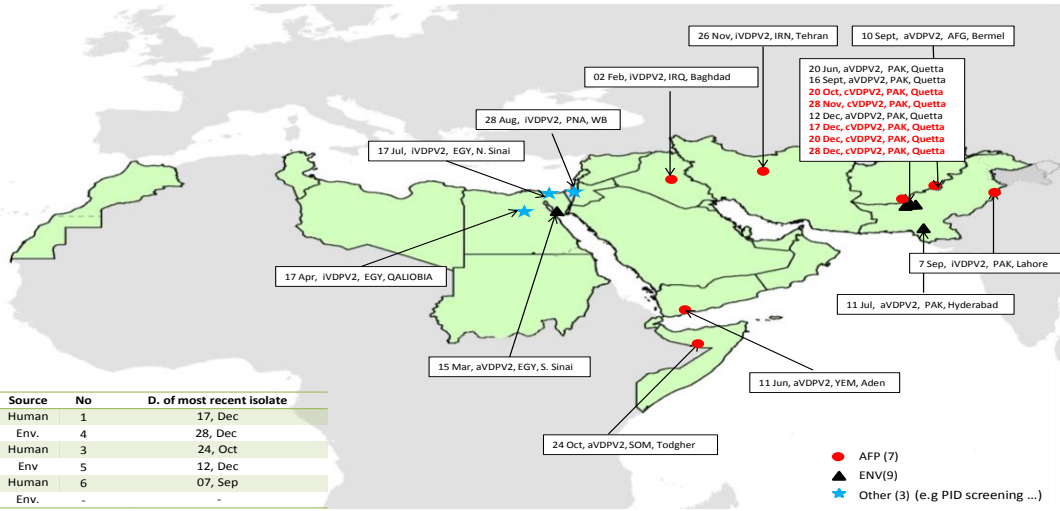 26 Nov, iVDPV2, IRN, Tehran
10 Sept, aVDPV2, AFG, Bermel
02 Feb, iVDPV2, IRQ, Baghdad
20 Jun, aVDPV2, PAK, Quetta
16 Sept, aVDPV2, PAK, Quetta
20 Oct, cVDPV2, PAK, Quetta
28 Nov, cVDPV2, PAK, Quetta
12 Dec, aVDPV2, PAK, Quetta
17 Dec, cVDPV2, PAK, Quetta
20 Dec, cVDPV2, PAK, Quetta
28 Dec, cVDPV2, PAK, Quetta
28 Aug, iVDPV2, PNA, WB
17 Jul, iVDPV2, EGY, N. Sinai
17 Apr, iVDPV2, EGY, QALIOBIA
7 Sep, iVDPV2, PAK, Lahore
11 Jul, aVDPV2, PAK, Hyderabad
15 Mar, aVDPV2, EGY, S. Sinai
11 Jun, aVDPV2, YEM, Aden
24 Oct, aVDPV2, SOM, Todgher
Source No D. of most recent isolate
Human 1 17, Dec
Env. 4 28, Dec
Human 3 24, Oct
Env 5 12, Dec
Human 6 07, Sep
Env. - -
AFP (7)
ENV(9)
Other (3) (e.g PID screening ...)